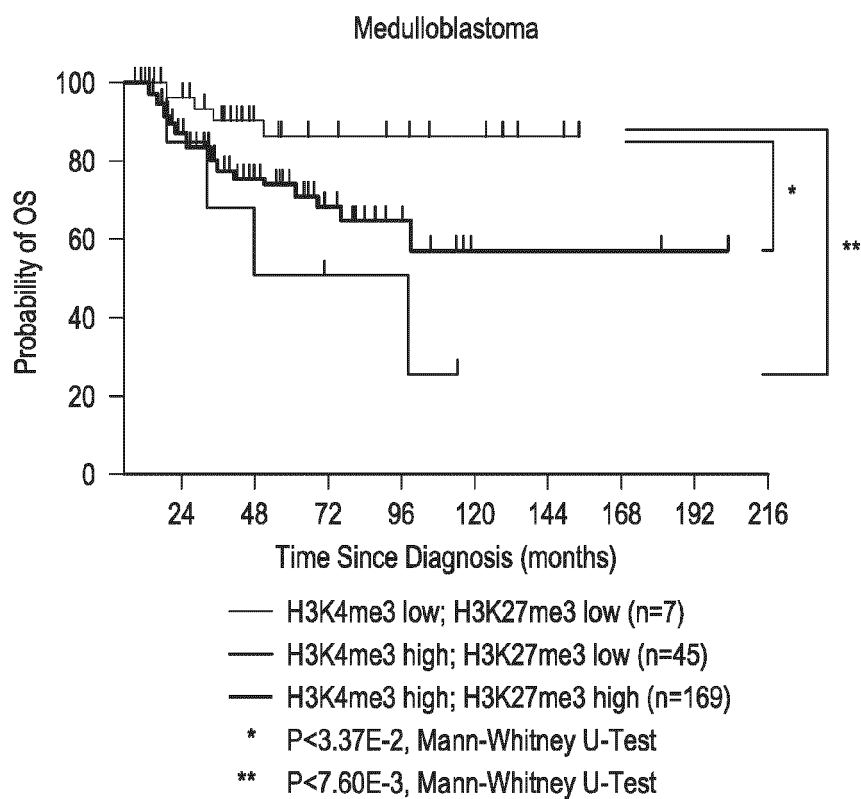 Medulloblastoma
Probability of OS
100
80
60
40
20
0
*
**
24 48 72 96 120 144 168 192 216
Time Since Diagnosis (months)
H3K4me3 low; H3K27me3 low (n=7)
H3K4me3 high; H3K27me3 low (n=45)
H3K4me3 high; H3K27me3 high (n=169)
* P<3.37E-2, Mann-Whitney U-Test
** P<7.60E-3, Mann-Whitney U-Test